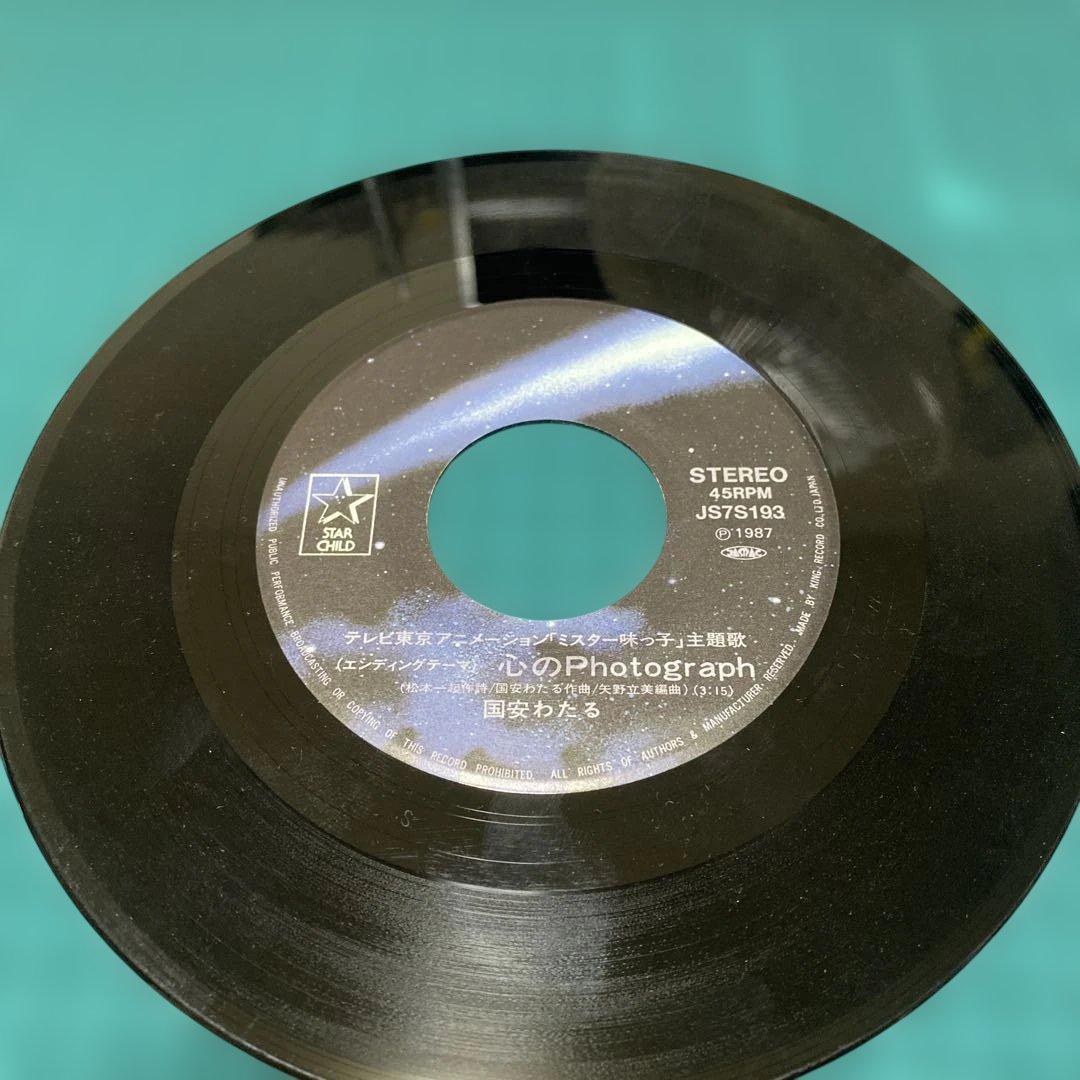 STAR
CHILD
STEREO
45RPM
JS7S193
Ⓟ1987
JASRAC
テレビ東京アニメーション「ミスター味っ子」主題歌
(エンディングテーマ) 心のPhotograph
(松本一起作詩/国安わたる作曲/矢野立美編曲) (3:15)
国安わたる
UNAUTHORIZED PUBLIC PERFORMANCE BROADCASTING OR COPYING OF THIS RECORD PROHIBITED. ALL RIGHTS OF AUTHORS & MANUFACTURER RESERVED. MADE BY KING RECORD CO., LTD. JAPAN
S